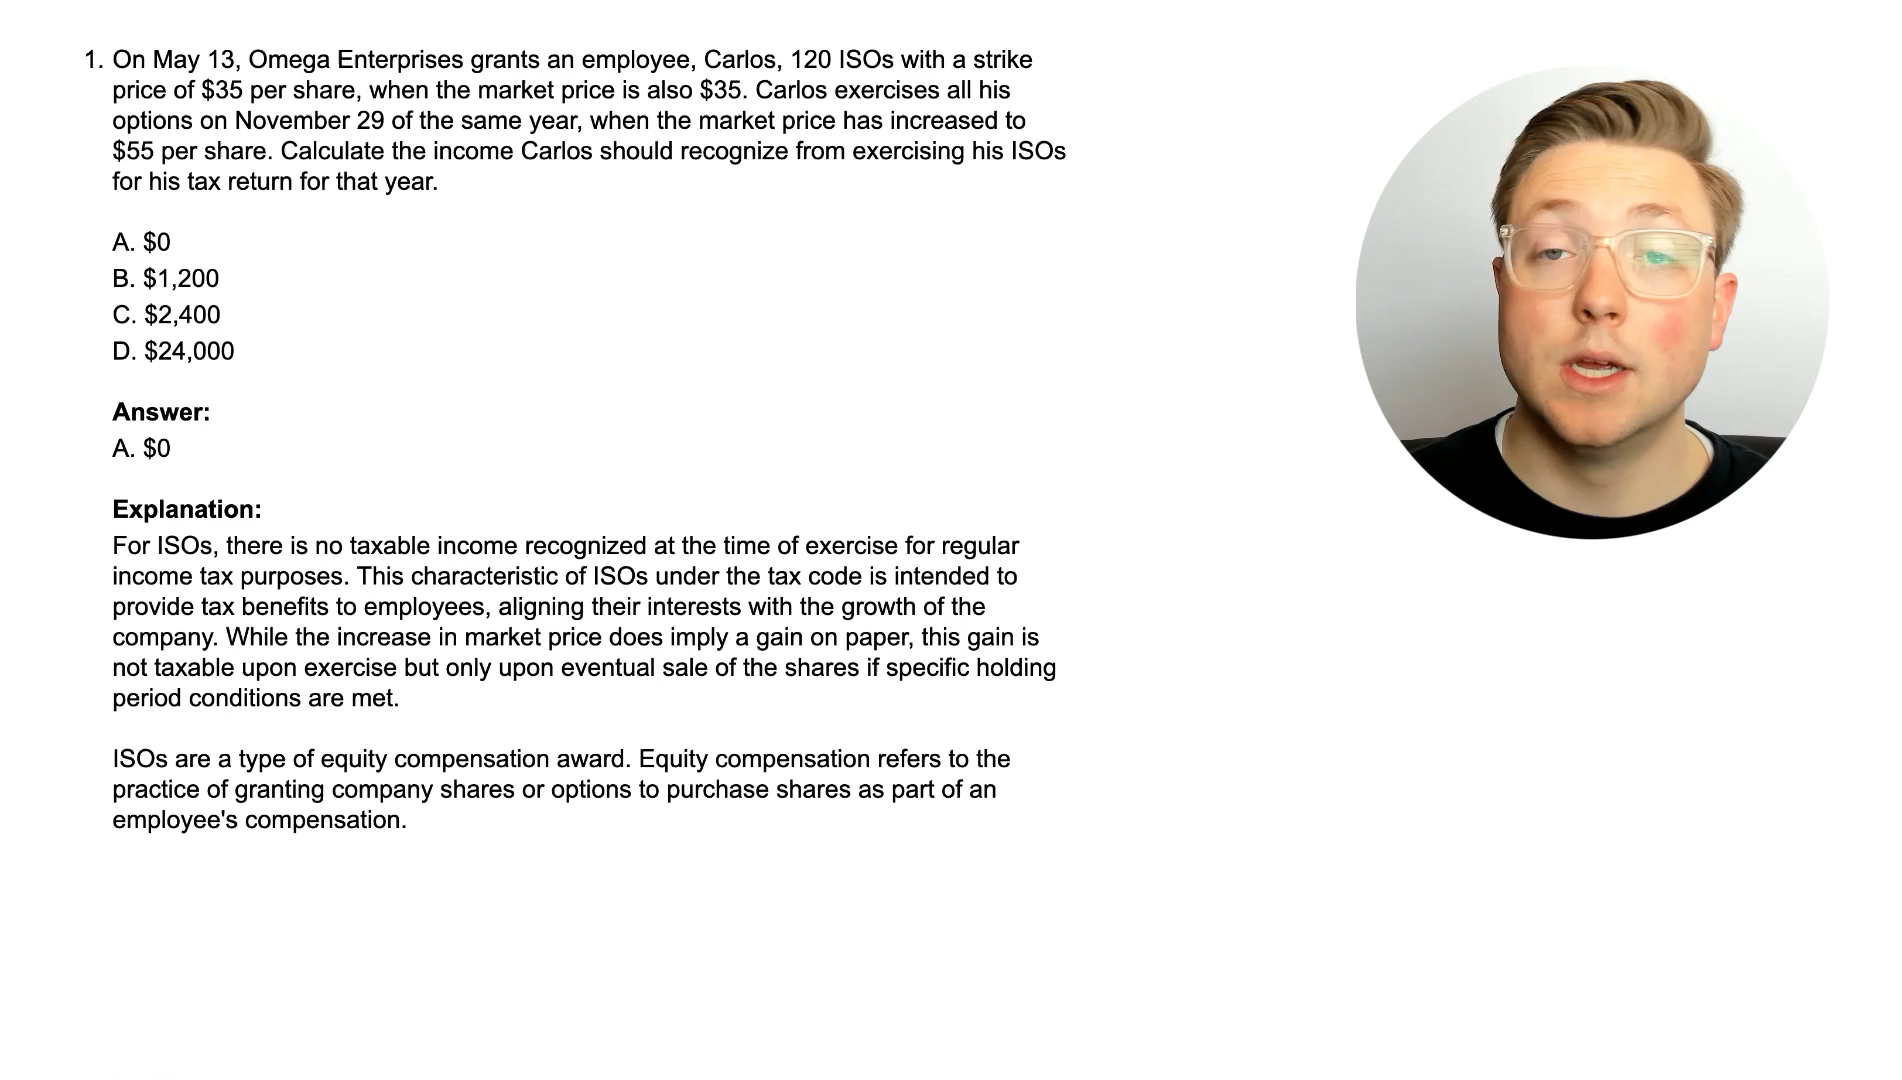 1. On May 13, Omega Enterprises grants an employee, Carlos, 120 ISOs with a strike
price of $35 per share, when the market price is also $35. Carlos exercises all his
options on November 29 of the same year, when the market price has increased to
$55 per share. Calculate the income Carlos should recognize from exercising his ISOs
for his tax return for that year.
A. $0
B. $1,200
C. $2,400
D. $24,000
Answer:
A. $0
Explanation:
For ISOs, there is no taxable income recognized at the time of exercise for regular
income tax purposes. This characteristic of ISOs under the tax code is intended to
provide tax benefits to employees, aligning their interests with the growth of the
company. While the increase in market price does imply a gain on paper, this gain is
not taxable upon exercise but only upon eventual sale of the shares if specific holding
period conditions are met.
ISOs are a type of equity compensation award. Equity compensation refers to the
practice of granting company shares or options to purchase shares as part of an
employee's compensation.